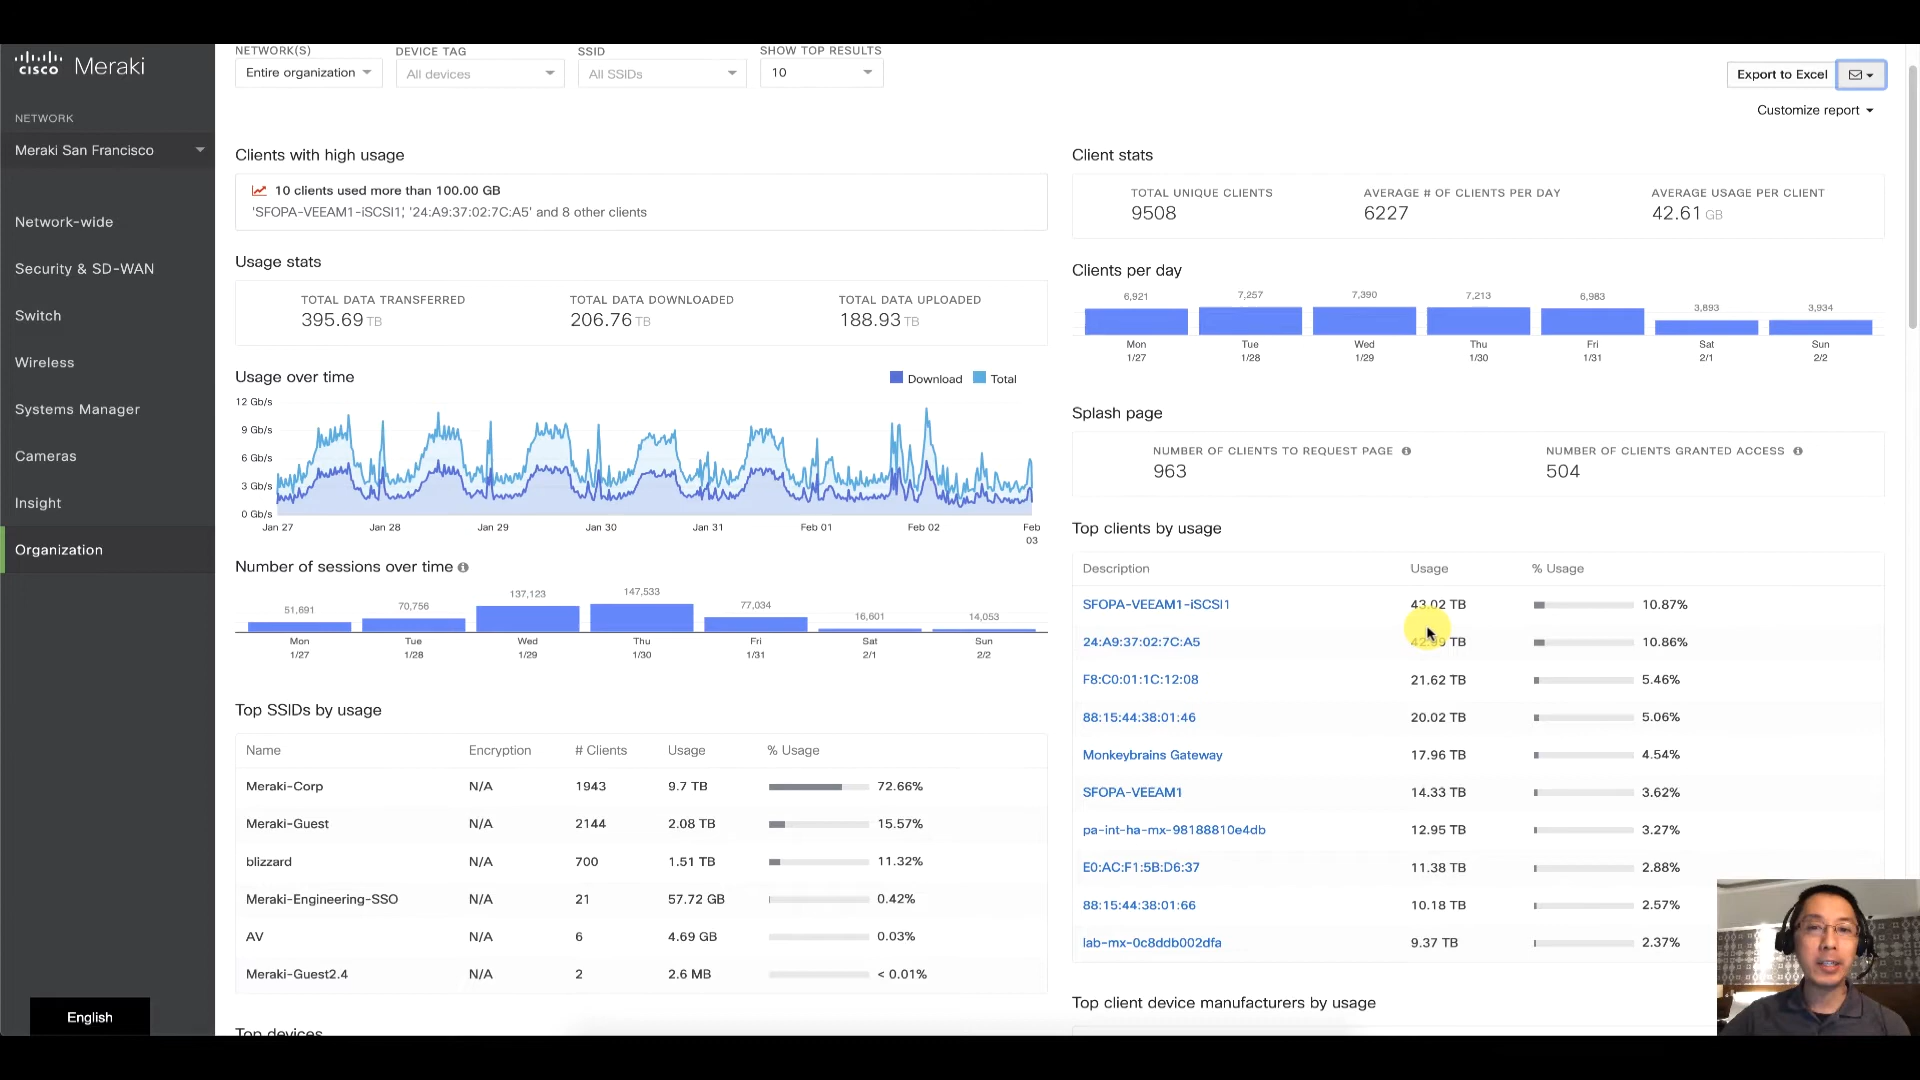 cisco Meraki
NETWORK
Meraki San Francisco
Network-wide
Security & SD-WAN
Switch
Wireless
Systems Manager
Cameras
Insight
Organization
English
NETWORK(S) DEVICE TAG SSID SHOW TOP RESULTS
Entire organization All devices All SSIDs 10
Export to Excel
Customize report
Clients with high usage
10 clients used more than 100.00 GB
'SFOPA-VEEAM1-iSCSI1', '24:A9:37:02:7C:A5' and 8 other clients
Usage stats
TOTAL DATA TRANSFERRED TOTAL DATA DOWNLOADED TOTAL DATA UPLOADED
395.69 TB 206.76 TB 188.93 TB
Usage over time
Download Total
12 Gb/s
9 Gb/s
6 Gb/s
3 Gb/s
0 Gb/s
Jan 27 Jan 28 Jan 29 Jan 30 Jan 31 Feb 01 Feb 02 Feb
03
Number of sessions over time
51,691 70,756 137,123 147,533 77,034 16,601 14,053
Mon Tue Wed Thu Fri Sat Sun
1/27 1/28 1/29 1/30 1/31 2/1 2/2
Top SSIDs by usage
Name Encryption # Clients Usage % Usage
Meraki-Corp N/A 1943 9.7 TB 72.66%
Meraki-Guest N/A 2144 2.08 TB 15.57%
blizzard N/A 700 1.51 TB 11.32%
Meraki-Engineering-SSO N/A 21 57.72 GB 0.42%
AV N/A 6 4.69 GB 0.03%
Meraki-Guest2.4 N/A 2 2.6 MB < 0.01%
Top devices
Client stats
TOTAL UNIQUE CLIENTS AVERAGE # OF CLIENTS PER DAY AVERAGE USAGE PER CLIENT
9508 6227 42.61 GB
Clients per day
6,921 7,257 7,390 7,213 6,983 3,893 3,934
Mon Tue Wed Thu Fri Sat Sun
1/27 1/28 1/29 1/30 1/31 2/1 2/2
Splash page
NUMBER OF CLIENTS TO REQUEST PAGE NUMBER OF CLIENTS GRANTED ACCESS
963 504
Top clients by usage
Description Usage % Usage
SFOPA-VEEAM1-iSCSI1 43.02 TB 10.87%
24:A9:37:02:7C:A5 TB 10.86%
F8:C0:01:1C:12:08 21.62 TB 5.46%
88:15:44:38:01:46 20.02 TB 5.06%
Monkeybrains Gateway 17.96 TB 4.54%
SFOPA-VEEAM1 14.33 TB 3.62%
pa-int-ha-mx-98188810e4db 12.95 TB 3.27%
E0:AC:F1:5B:D6:37 11.38 TB 2.88%
88:15:44:38:01:66 10.18 TB 2.57%
lab-mx-0c8ddb002dfa 9.37 TB 2.37%
Top client device manufacturers by usage